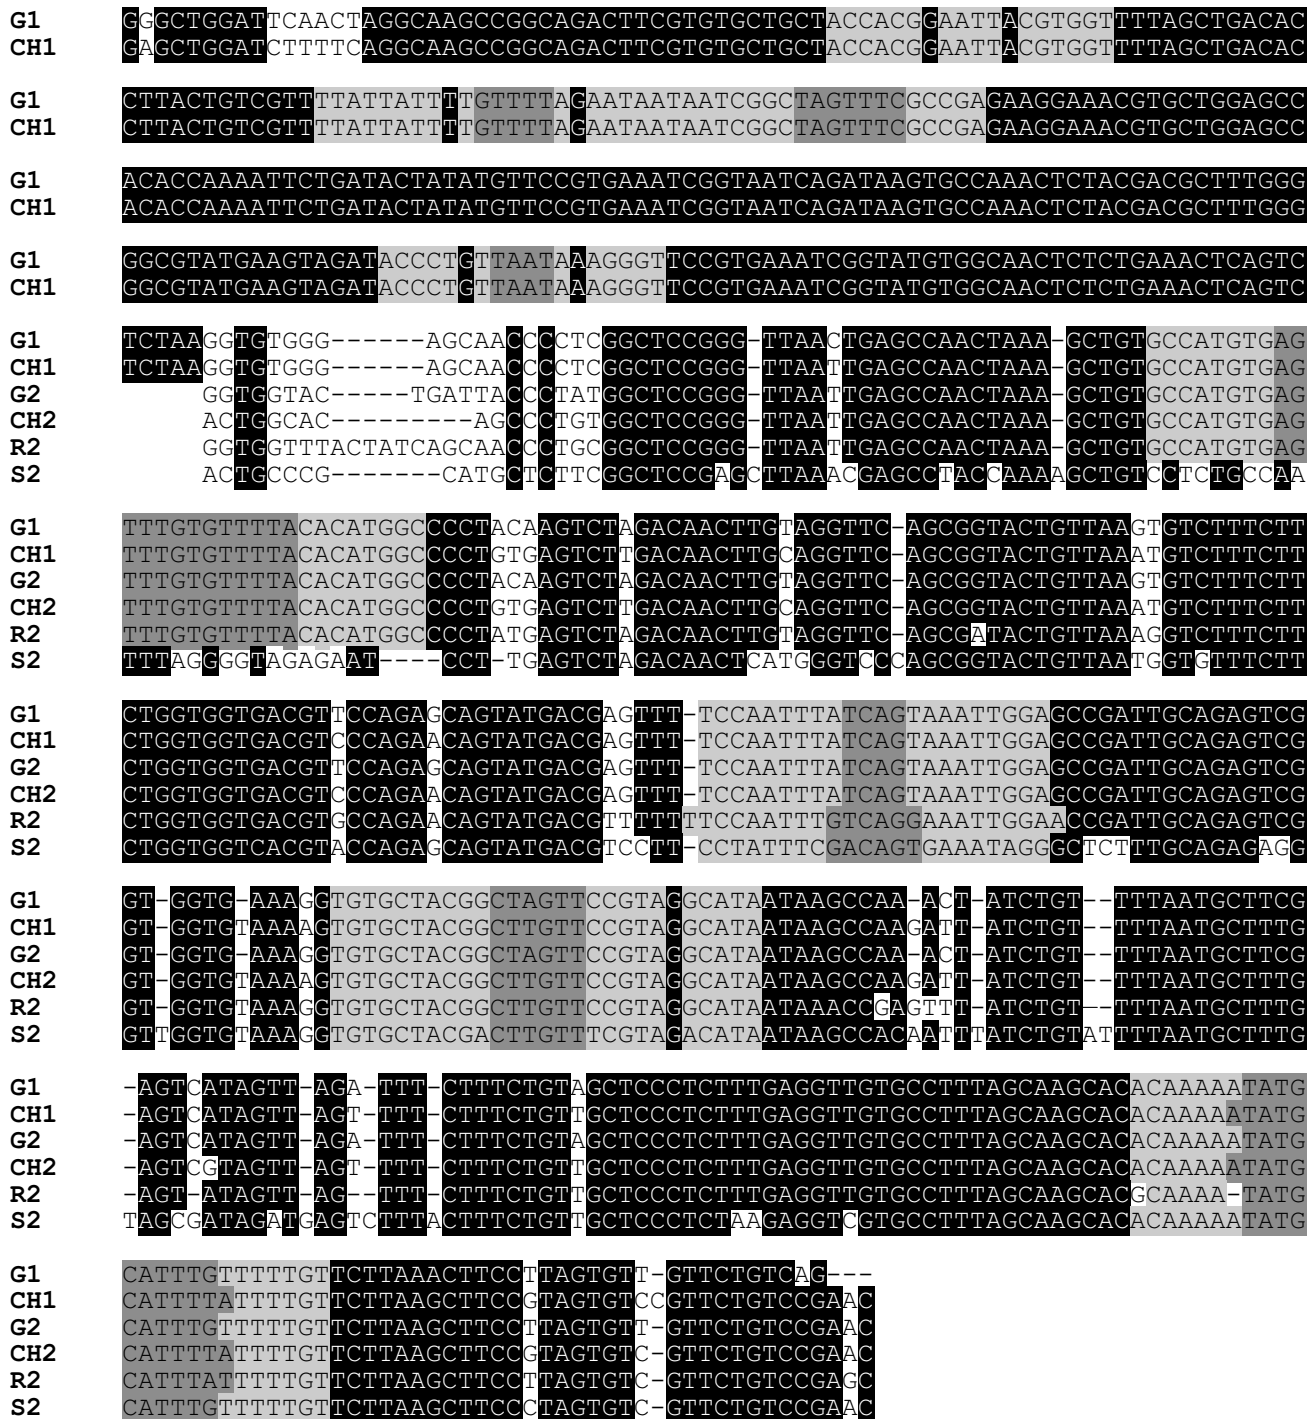 G1 GGGCTGGATTCAACTAGGCAAGCCGGCAGACTTCGTGTGCTGCTACCACGGAATTACGTGGTTTTAGCTGACAC
CH1 GAGCTGGATCTTTTCAGGCAAGCCGGCAGACTTCGTGTGCTGCTACCACGGAATTACGTGGTTTTAGCTGACAC
G1 CTTACTGTCGTTTTATTATTTTGTTTTAGAATAATAATCGGCTAGTTTCGCCGAGAAGGAAACGTGCTGGAGCC
CH1 CTTACTGTCGTTTTATTATTTTGTTTTAGAATAATAATCGGCTAGTTTCGCCGAGAAGGAAACGTGCTGGAGCC
G1 ACACCAAAATTCTGATACTATATGTTCCGTGAAATCGGTAATCAGATAAGTGCCAAACTCTACGACGCTTTGGG
CH1 ACACCAAAATTCTGATACTATATGTTCCGTGAAATCGGTAATCAGATAAGTGCCAAACTCTACGACGCTTTGGG
G1 GGCGTATGAAGTAGATACCCTGTTAATAAAGGGTTCCGTGAAATCGGTATGTGGCAACTCTCTGAAACTCAGTC
CH1 GGCGTATGAAGTAGATACCCTGTTAATAAAGGGTTCCGTGAAATCGGTATGTGGCAACTCTCTGAAACTCAGTC
G1 TCTAAGGTGTGGG------AGCAACCCCTCGGCTCCGGG-TTAACTGAGCCAACTAAA-GCTGTGCCATGTGAG
CH1 TCTAAGGTGTGGG------AGCAACCCCTCGGCTCCGGG-TTAATTGAGCCAACTAAA-GCTGTGCCATGTGAG
G2 GGTGGTAC-----TGATTACCCTATGGCTCCGGG-TTAATTGAGCCAACTAAA-GCTGTGCCATGTGAG
CH2 ACTGGCAC---------AGCCCTGTGGCTCCGGG-TTAATTGAGCCAACTAAA-GCTGTGCCATGTGAG
R2 GGTGGTTTACTATCAGCAACCCTGCGGCTCCGGG-TTAATTGAGCCAACTAAA-GCTGTGCCATGTGAG
S2 ACTGCCCG-------CATGCTCTTCGGCTCCGAGCTTAAACGAGCCTACCAAAAGCTGTCCTCTGCCAA
G1 TTTGTGTTTTACACATGGCCCCTACAAGTCTAGACAACTTGTAGGTTC-AGCGGTACTGTTAAGTGTCTTTCTT
CH1 TTTGTGTTTTACACATGGCCCCTGTGAGTCTTGACAACTTGCAGGTTC-AGCGGTACTGTTAAATGTCTTTCTT
G2 TTTGTGTTTTACACATGGCCCCTACAAGTCTAGACAACTTGTAGGTTC-AGCGGTACTGTTAAGTGTCTTTCTT
CH2 TTTGTGTTTTACACATGGCCCCTGTGAGTCTTGACAACTTGCAGGTTC-AGCGGTACTGTTAAATGTCTTTCTT
R2 TTTGTGTTTTACACATGGCCCCTATGAGTCTAGACAACTTGTAGGTTC-AGCGATACTGTTAAAGGTCTTTCTT
S2 TTTAGGGGTAGAGAAT----CCT-TGAGTCTAGACAACTCATGGGTCCCAGCGGTACTGTTAATGGTGTTTCTT
G1 CTGGTGGTGACGTTCCAGAGCAGTATGACGAGTTT-TCCAATTTATCAGTAAATTGGAGCCGATTGCAGAGTCG
CH1 CTGGTGGTGACGTCCCAGAACAGTATGACGAGTTT-TCCAATTTATCAGTAAATTGGAGCCGATTGCAGAGTCG
G2 CTGGTGGTGACGTTCCAGAGCAGTATGACGAGTTT-TCCAATTTATCAGTAAATTGGAGCCGATTGCAGAGTCG
CH2 CTGGTGGTGACGTCCCAGAACAGTATGACGAGTTT-TCCAATTTATCAGTAAATTGGAGCCGATTGCAGAGTCG
R2 CTGGTGGTGACGTGCCAGAACAGTATGACGTTTTTTTCCAATTTGTCAGGAAATTGGAACCGATTGCAGAGTCG
S2 CTGGTGGTCACGTACCAGAGCAGTATGACGTCCTT-CCTATTTCGACAGTGAAATAGGGCTCTTTGCAGAGAGG
G1 GT-GGTG-AAAGGTGTGCTACGGCTAGTTCCGTAGGCATAATAAGCCAA-ACT-ATCTGT--TTTAATGCTTCG
CH1 GT-GGTGTAAAAGTGTGCTACGGCTTGTTCCGTAGGCATAATAAGCCAAGATT-ATCTGT--TTTAATGCTTTG
G2 GT-GGTG-AAAGGTGTGCTACGGCTAGTTCCGTAGGCATAATAAGCCAA-ACT-ATCTGT--TTTAATGCTTCG
CH2 GT-GGTGTAAAAGTGTGCTACGGCTTGTTCCGTAGGCATAATAAGCCAAGATT-ATCTGT--TTTAATGCTTTG
R2 GT-GGTGTAAAGGTGTGCTACGGCTTGTTCCGTAGGCATAATAAACCGAGTTT-ATCTGT--TTTAATGCTTTG
S2 GTTGGTGTAAAGGTGTGCTACGACTTGTTTCGTAGACATAATAAGCCACAATTTATCTGTATTTTAATGCTTTG
G1 -AGTCATAGTT-AGA-TTT-CTTTCTGTAGCTCCCTCTTTGAGGTTGTGCCTTTAGCAAGCACACAAAAATATG
CH1 -AGTCATAGTT-AGT-TTT-CTTTCTGTTGCTCCCTCTTTGAGGTTGTGCCTTTAGCAAGCACACAAAAATATG
G2 -AGTCATAGTT-AGA-TTT-CTTTCTGTAGCTCCCTCTTTGAGGTTGTGCCTTTAGCAAGCACACAAAAATATG
CH2 -AGTCGTAGTT-AGT-TTT-CTTTCTGTTGCTCCCTCTTTGAGGTTGTGCCTTTAGCAAGCACACAAAAATATG
R2 -AGT-ATAGTT-AG--TTT-CTTTCTGTTGCTCCCTCTTTGAGGTTGTGCCTTTAGCAAGCACGCAAAA-TATG
S2 TAGCGATAGATGAGTCTTTACTTTCTGTTGCTCCCTCTAAGAGGTCGTGCCTTTAGCAAGCACACAAAAATATG
G1 CATTTGTTTTTGTTCTTAAACTTCCTTAGTGTT-GTTCTGTCAG---
CH1 CATTTTATTTTGTTCTTAAGCTTCCGTAGTGTCCGTTCTGTCCGAAC
G2 CATTTGTTTTTGTTCTTAAGCTTCCTTAGTGTT-GTTCTGTCCGAAC
CH2 CATTTTATTTTGTTCTTAAGCTTCCGTAGTGTC-GTTCTGTCCGAAC
R2 CATTTATTTTTGTTCTTAAGCTTCCTTAGTGTC-GTTCTGTCCGAGC
S2 CATTTGTTTTTGTTCTTAAGCTTCCCTAGTGTC-GTTCTGTCCGAAC